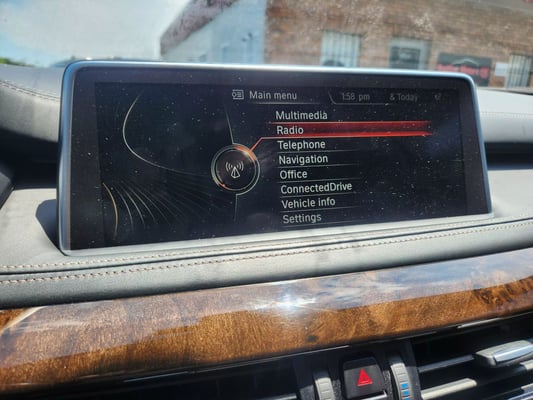 Main menu 1:58 pm & Today
Multimedia
Radio
Telephone
Navigation
Office
ConnectedDrive
Vehicle info
Settings